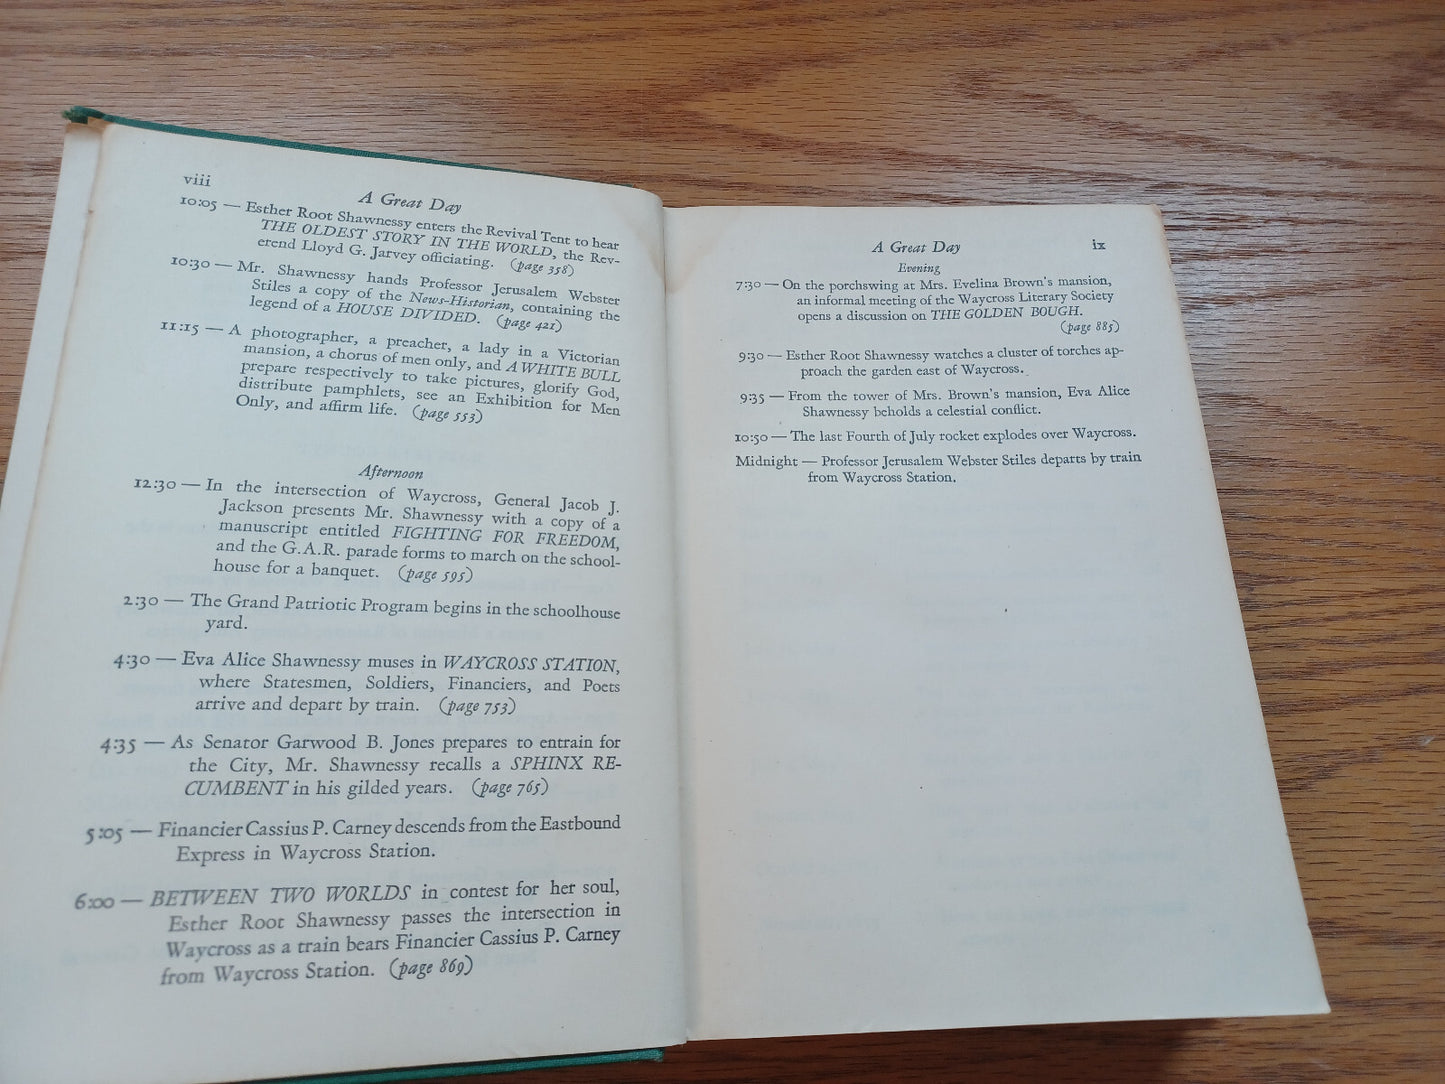 viii
A Great Day
10:05 — Esther Root Shawnessy enters the Revival Tent to hear
THE OLDEST STORY IN THE WORLD, the Rev-
erend Lloyd G. Jarvey officiating. (page 358)
10:30 — Mr. Shawnessy hands Professor Jerusalem Webster
Stiles a copy of the News-Historian, containing the
legend of a HOUSE DIVIDED. (page 421)
11:15 — A photographer, a preacher, a lady in a Victorian
mansion, a chorus of men only, and A WHITE BULL
prepare respectively to take pictures, glorify God,
distribute pamphlets, see an Exhibition for Men
Only, and affirm life. (page 553)
Afternoon
12:30 — In the intersection of Waycross, General Jacob J.
Jackson presents Mr. Shawnessy with a copy of a
manuscript entitled FIGHTING FOR FREEDOM,
and the G.A.R. parade forms to march on the school-
house for a banquet. (page 595)
2:30 — The Grand Patriotic Program begins in the schoolhouse
yard.
4:30 — Eva Alice Shawnessy muses in WAYCROSS STATION,
where Statesmen, Soldiers, Financiers, and Poets
arrive and depart by train. (page 753)
4:35 — As Senator Garwood B. Jones prepares to entrain for
the City, Mr. Shawnessy recalls a SPHINX RE-
CUMBENT in his gilded years. (page 765)
5:05 — Financier Cassius P. Carney descends from the Eastbound
Express in Waycross Station.
6:00 — BETWEEN TWO WORLDS in contest for her soul,
Esther Root Shawnessy passes the intersection in
Waycross as a train bears Financier Cassius P. Carney
from Waycross Station. (page 869)
A Great Day
ix
Evening
7:30 — On the porchswing at Mrs. Evelina Brown's mansion,
an informal meeting of the Waycross Literary Society
opens a discussion on THE GOLDEN BOUGH.
(page 885)
9:30 — Esther Root Shawnessy watches a cluster of torches ap-
proach the garden east of Waycross.
9:35 — From the tower of Mrs. Brown's mansion, Eva Alice
Shawnessy beholds a celestial conflict.
10:50 — The last Fourth of July rocket explodes over Waycross.
Midnight — Professor Jerusalem Webster Stiles departs by train
from Waycross Station.